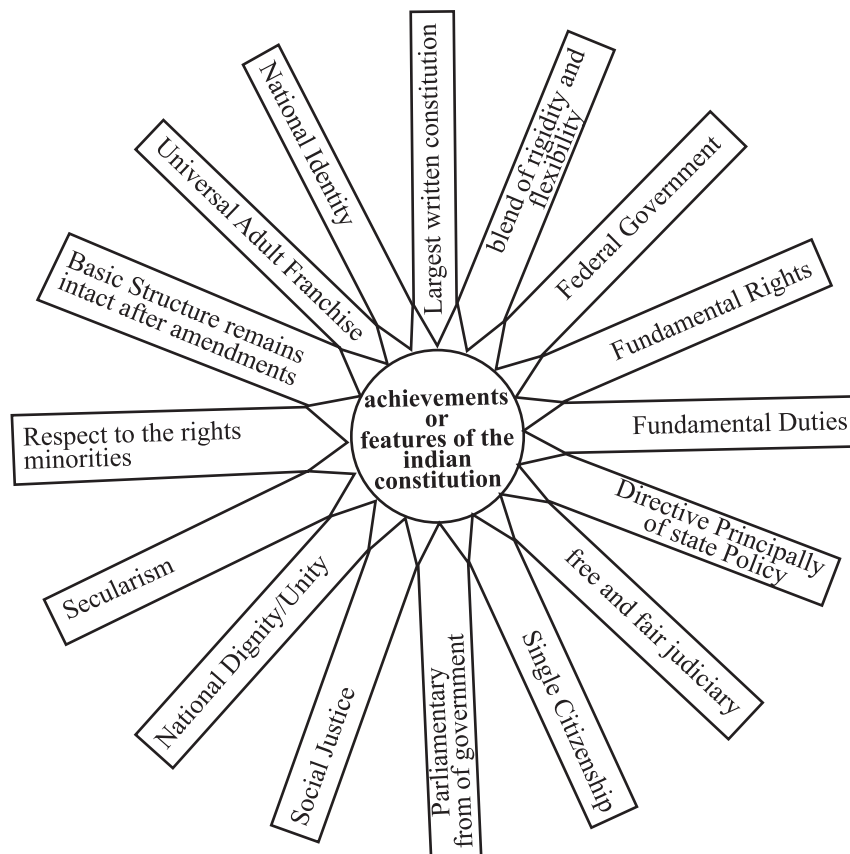 achievements
or
features of the
indian
constitution
Largest written constitution
blend of rigidity and
flexibility
Federal Government
Fundamental Rights
Fundamental Duties
Directive Principally
of state Policy
free and fair judiciary
Single Citizenship
Parliamentary
from of government
Social Justice
National Dignity/Unity
Secularism
Respect to the rights
minorities
Basic Structure remains
intact after amendments
Universal Adult Franchise
National Identity